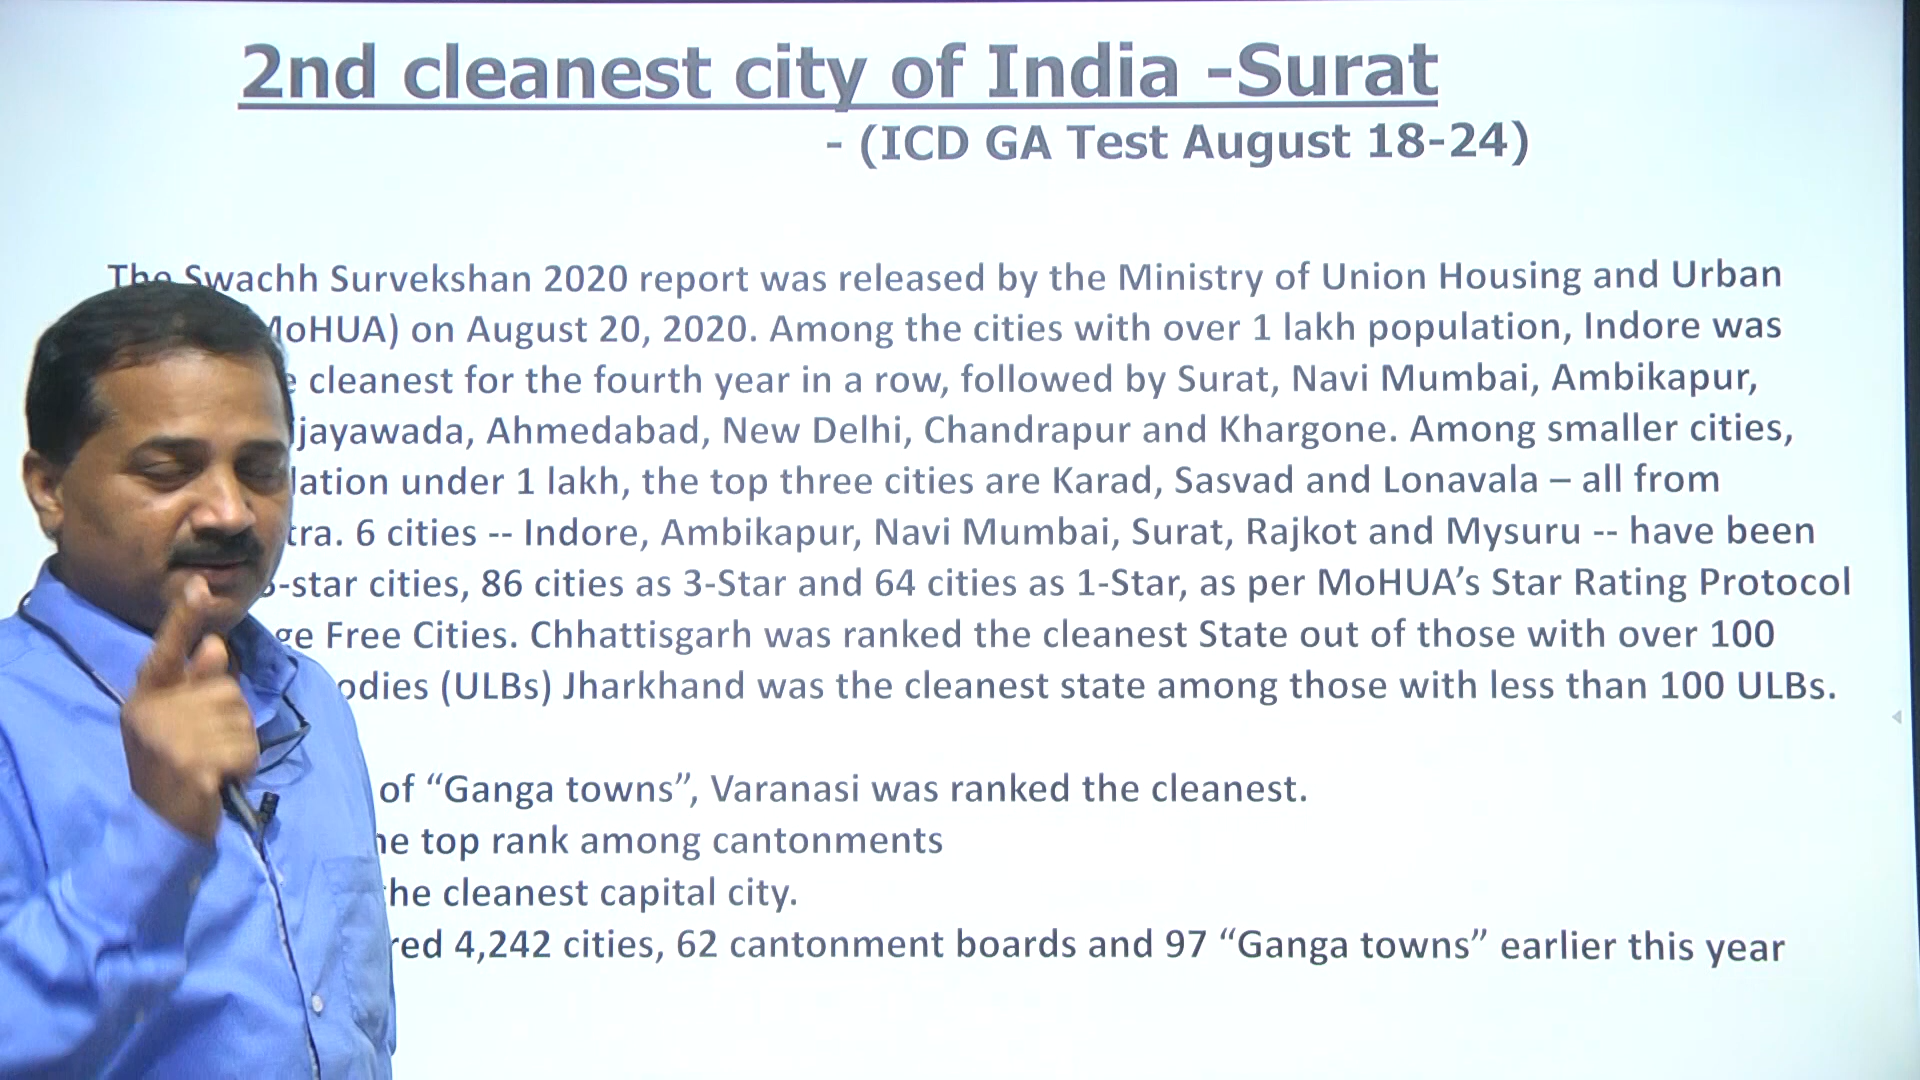 2nd cleanest city of India -Surat
- (ICD GA Test August 18-24)
The Swachh Survekshan 2020 report was released by the Ministry of Union Housing and Urban
MoHUA) on August 20, 2020. Among the cities with over 1 lakh population, Indore was
cleanest for the fourth year in a row, followed by Surat, Navi Mumbai, Ambikapur,
ijayawada, Ahmedabad, New Delhi, Chandrapur and Khargone. Among smaller cities,
lation under 1 lakh, the top three cities are Karad, Sasvad and Lonavala – all from
tra. 6 cities -- Indore, Ambikapur, Navi Mumbai, Surat, Rajkot and Mysuru -- have been
-star cities, 86 cities as 3-Star and 64 cities as 1-Star, as per MoHUA’s Star Rating Protocol
ge Free Cities. Chhattisgarh was ranked the cleanest State out of those with over 100
odies (ULBs) Jharkhand was the cleanest state among those with less than 100 ULBs.
of “Ganga towns”, Varanasi was ranked the cleanest.
he top rank among cantonments
the cleanest capital city.
red 4,242 cities, 62 cantonment boards and 97 “Ganga towns” earlier this year